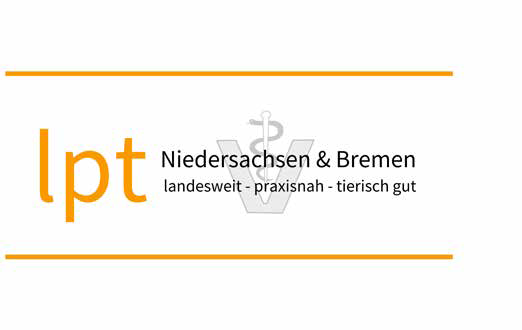 lpt
Niedersachsen & Bremen
landesweit - praxisnah - tierisch gut
V